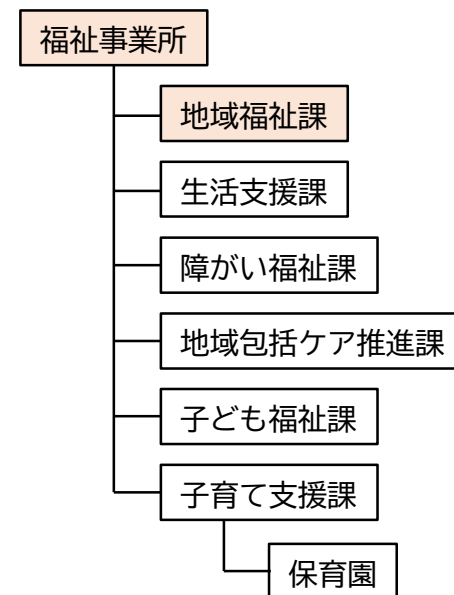 福祉事業所
地域福祉課
生活支援課
障がい福祉課
地域包括ケア推進課
子ども福祉課
子育て支援課
保育園